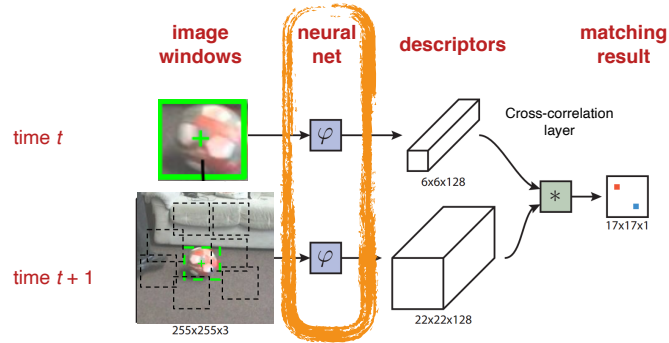 image
windows
neural
net
descriptors
matching
result
time t
φ
6x6x128
Cross-correlation
layer
*
17x17x1
time t + 1
φ
255x255x3
22x22x128